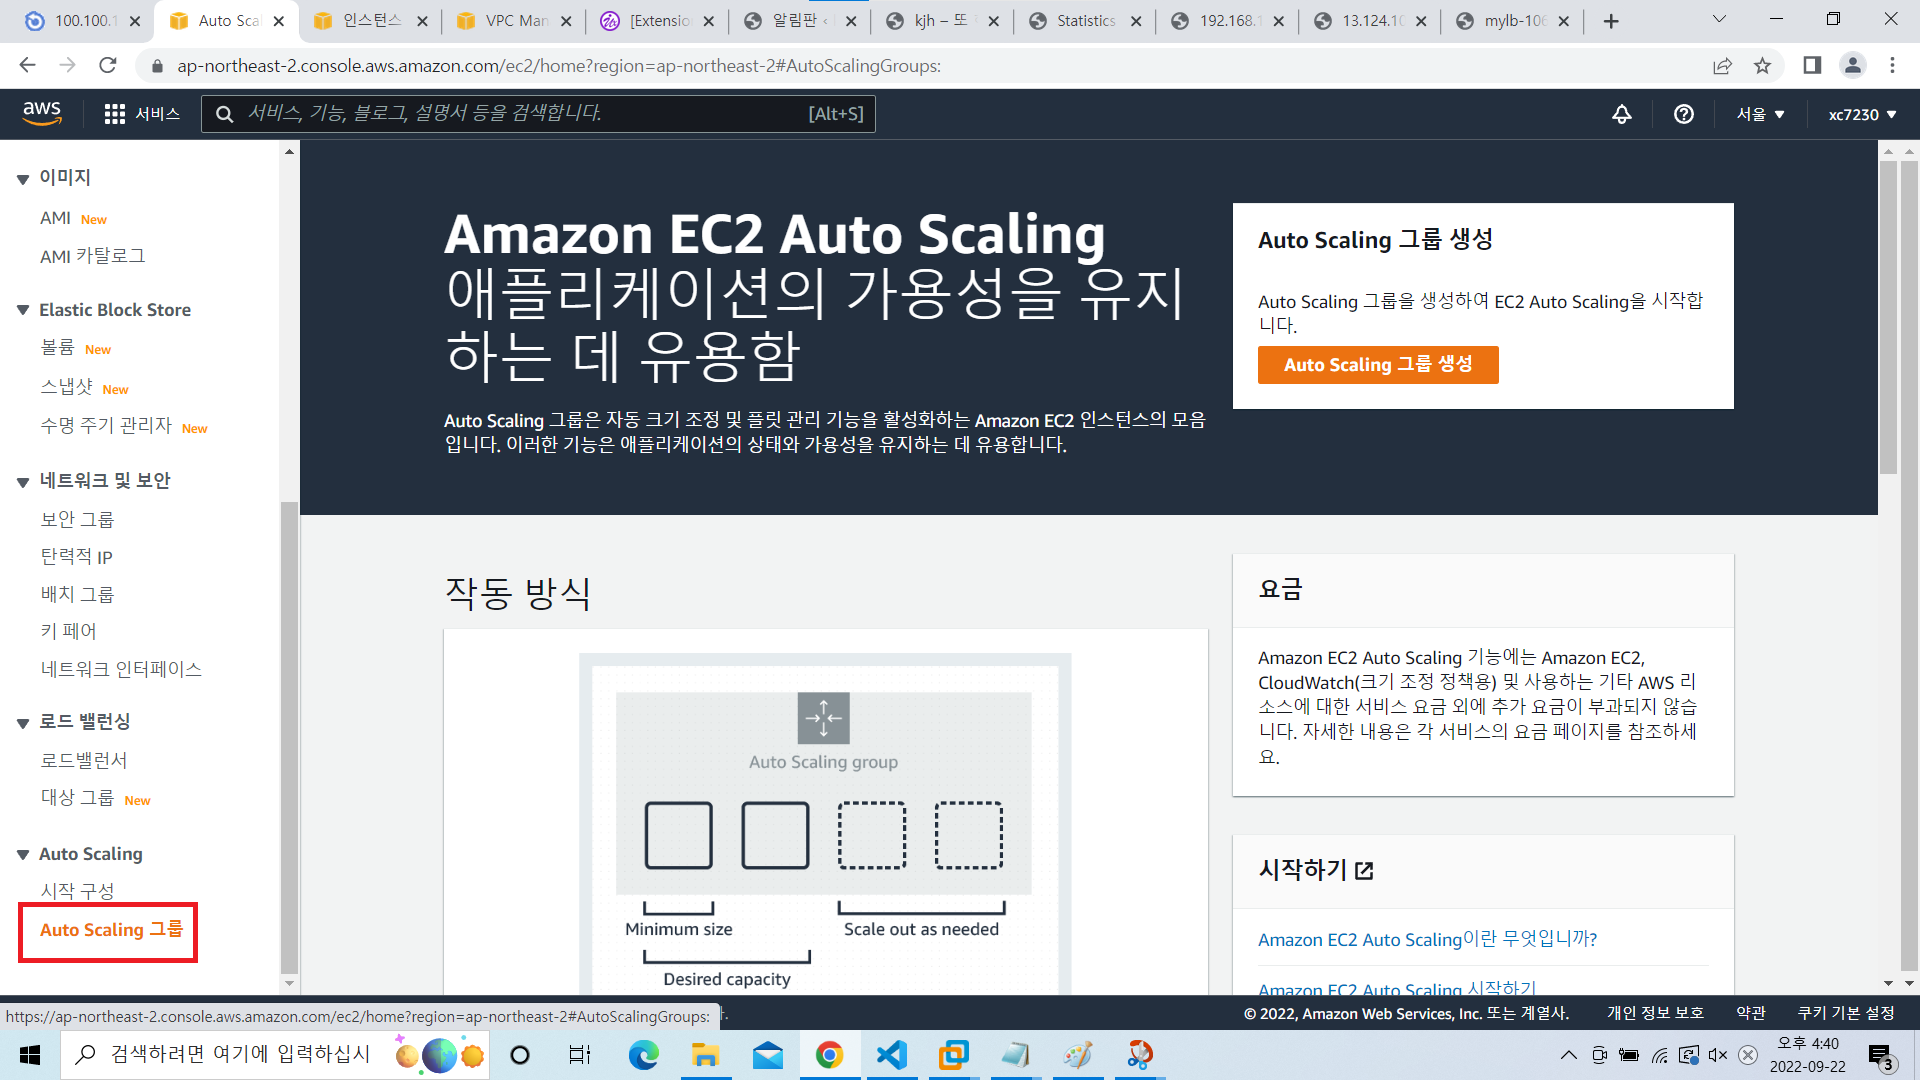 100.100.1
Auto Scal
인스턴스
VPC Man
[Extensio
알림판 ‹
kjh – 또
Statistics
192.168.1
13.124.10
mylb-106
ap-northeast-2.console.aws.amazon.com/ec2/home?region=ap-northeast-2#AutoScalingGroups:
aws
서비스
서비스, 기능, 블로그, 설명서 등을 검색합니다.
[Alt+S]
서울
xc7230
이미지
AMI New
AMI 카탈로그
Elastic Block Store
볼륨 New
스냅샷 New
수명 주기 관리자 New
네트워크 및 보안
보안 그룹
탄력적 IP
배치 그룹
키 페어
네트워크 인터페이스
로드 밸런싱
로드밸런서
대상 그룹 New
Auto Scaling
시작 구성
Auto Scaling 그룹
Amazon EC2 Auto Scaling
애플리케이션의 가용성을 유지
하는 데 유용함
Auto Scaling 그룹은 자동 크기 조정 및 플릿 관리 기능을 활성화하는 Amazon EC2 인스턴스의 모음
입니다. 이러한 기능은 애플리케이션의 상태와 가용성을 유지하는 데 유용합니다.
Auto Scaling 그룹 생성
Auto Scaling 그룹을 생성하여 EC2 Auto Scaling을 시작합
니다.
Auto Scaling 그룹 생성
작동 방식
Auto Scaling group
Minimum size
Scale out as needed
Desired capacity
요금
Amazon EC2 Auto Scaling 기능에는 Amazon EC2,
CloudWatch(크기 조정 정책용) 및 사용하는 기타 AWS 리
소스에 대한 서비스 요금 외에 추가 요금이 부과되지 않습
니다. 자세한 내용은 각 서비스의 요금 페이지를 참조하세
요.
시작하기
Amazon EC2 Auto Scaling이란 무엇입니까?
Amazon EC2 Auto Scaling 시작하기
https://ap-northeast-2.console.aws.amazon.com/ec2/home?region=ap-northeast-2#AutoScalingGroups:
© 2022, Amazon Web Services, Inc. 또는 계열사.
개인 정보 보호
약관
쿠키 기본 설정
검색하려면 여기에 입력하십시
오후 4:40
2022-09-22
3